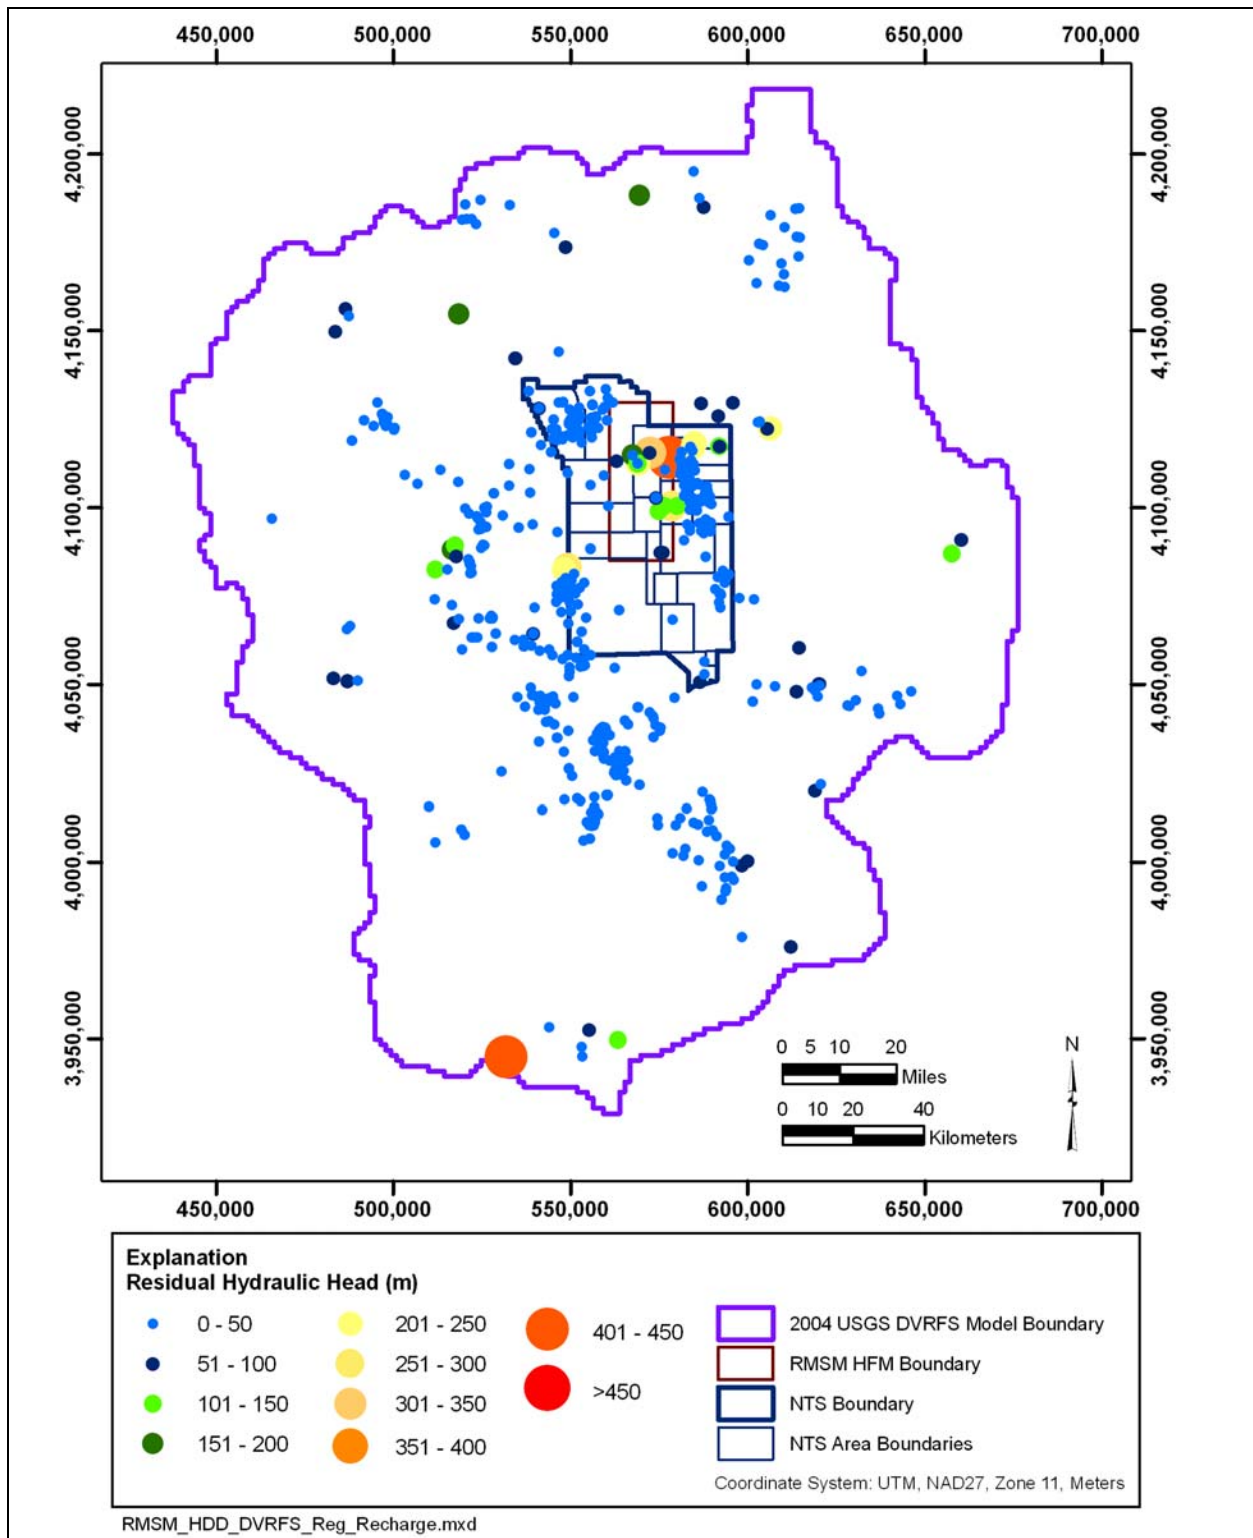 450,000 500,000 550,000 600,000 650,000 700,000
4,200,000 4,200,000
4,150,000 4,150,000
4,100,000 4,100,000
4,050,000 4,050,000
4,000,000 4,000,000
3,950,000 3,950,000
0 5 10 20
Miles
0 10 20 40
Kilometers
N
450,000 500,000 550,000 600,000 650,000 700,000
Explanation
Residual Hydraulic Head (m)
0 - 50
51 - 100
101 - 150
151 - 200
201 - 250
251 - 300
301 - 350
351 - 400
401 - 450
>450
2004 USGS DVRFS Model Boundary
RMSM HFM Boundary
NTS Boundary
NTS Area Boundaries
Coordinate System: UTM, NAD27, Zone 11, Meters
RMSM_HDD_DVRFS_Reg_Recharge.mxd